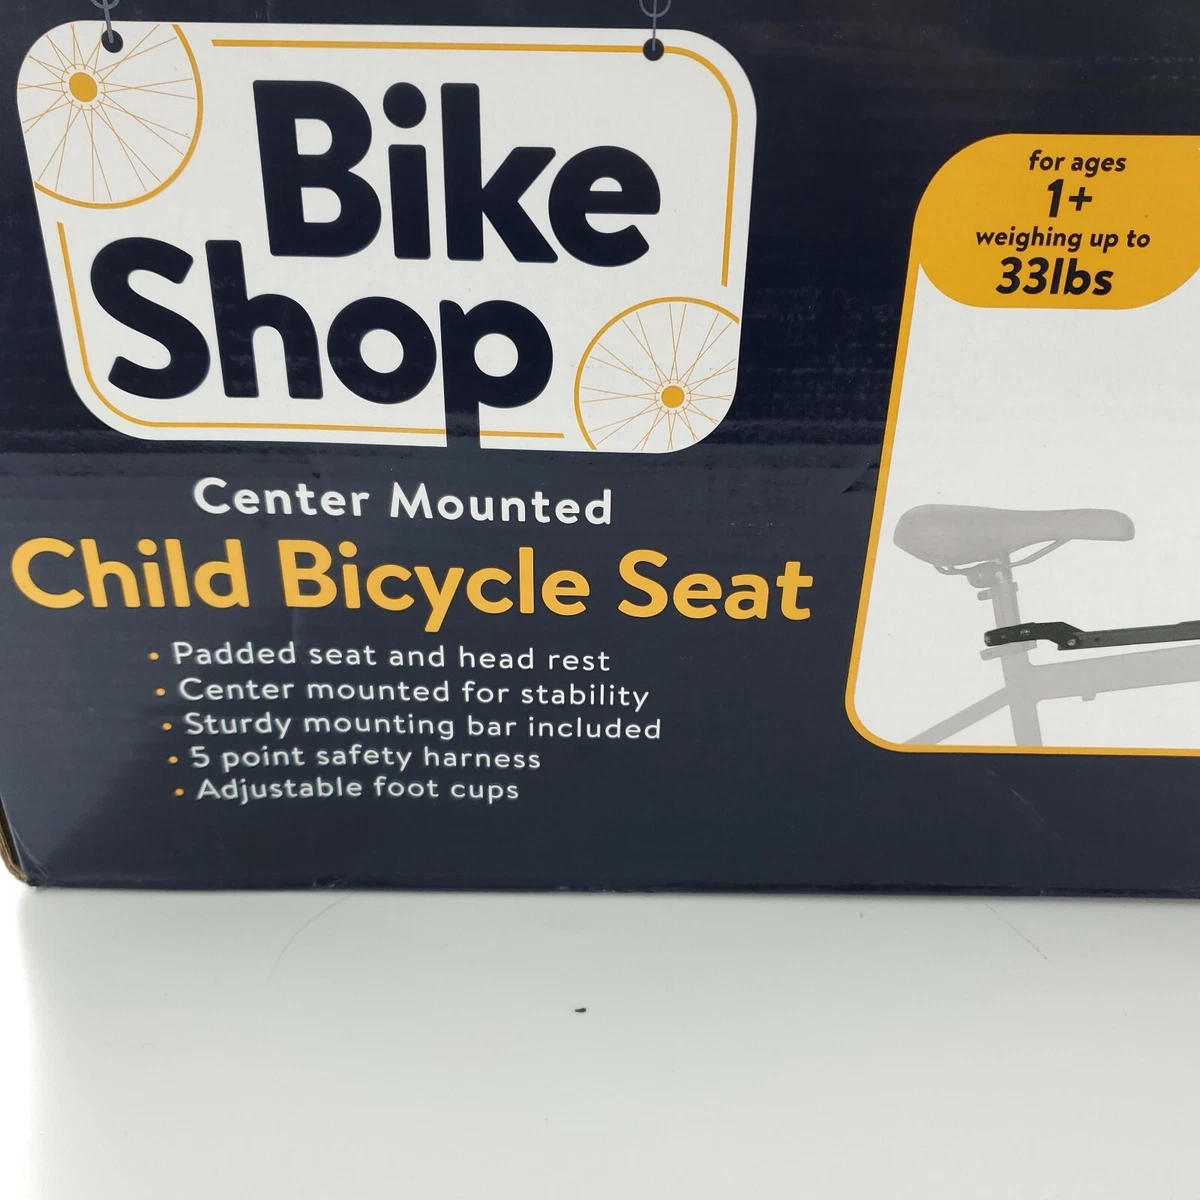 Bike
Shop
for ages
1+
weighing up to
33lbs
Center Mounted
Child Bicycle Seat
• Padded seat and head rest
• Center mounted for stability
• Sturdy mounting bar included
• 5 point safety harness
• Adjustable foot cups